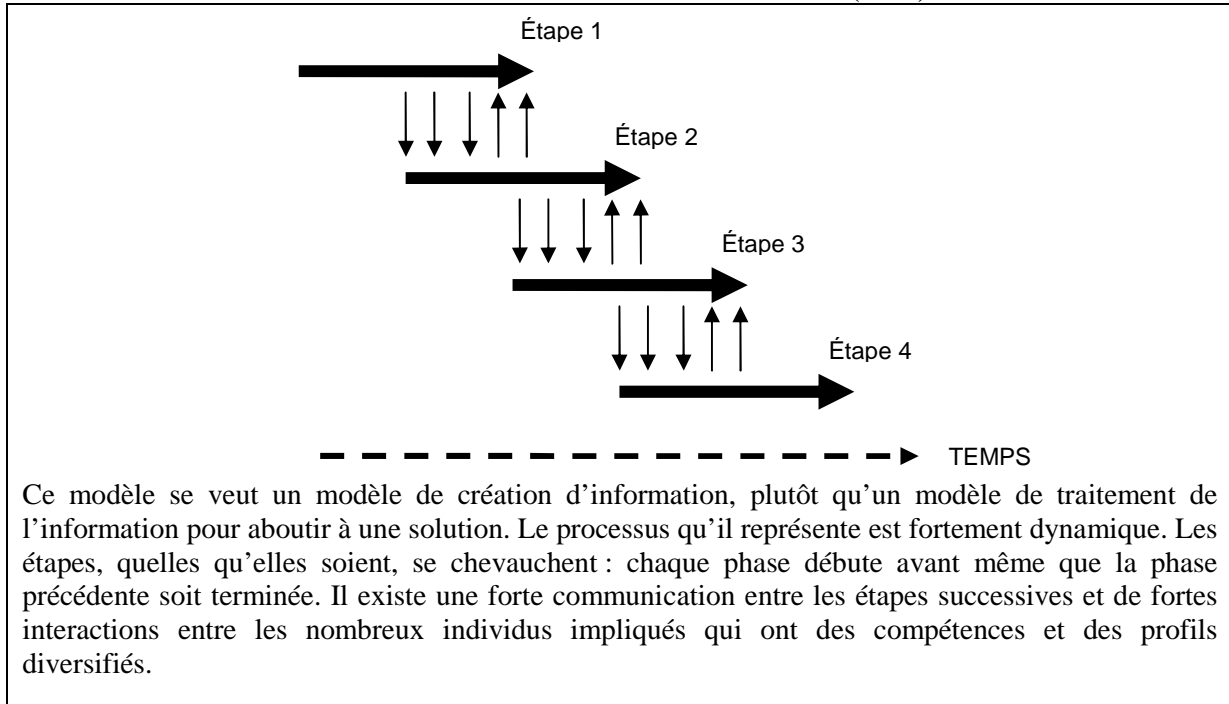 Étape 1
Étape 2
Étape 3
Étape 4
TEMPS
Ce modèle se veut un modèle de création d’information, plutôt qu’un modèle de traitement de
l’information pour aboutir à une solution. Le processus qu’il représente est fortement dynamique. Les
étapes, quelles qu’elles soient, se chevauchent : chaque phase débute avant même que la phase
précédente soit terminée. Il existe une forte communication entre les étapes successives et de fortes
interactions entre les nombreux individus impliqués qui ont des compétences et des profils
diversifiés.